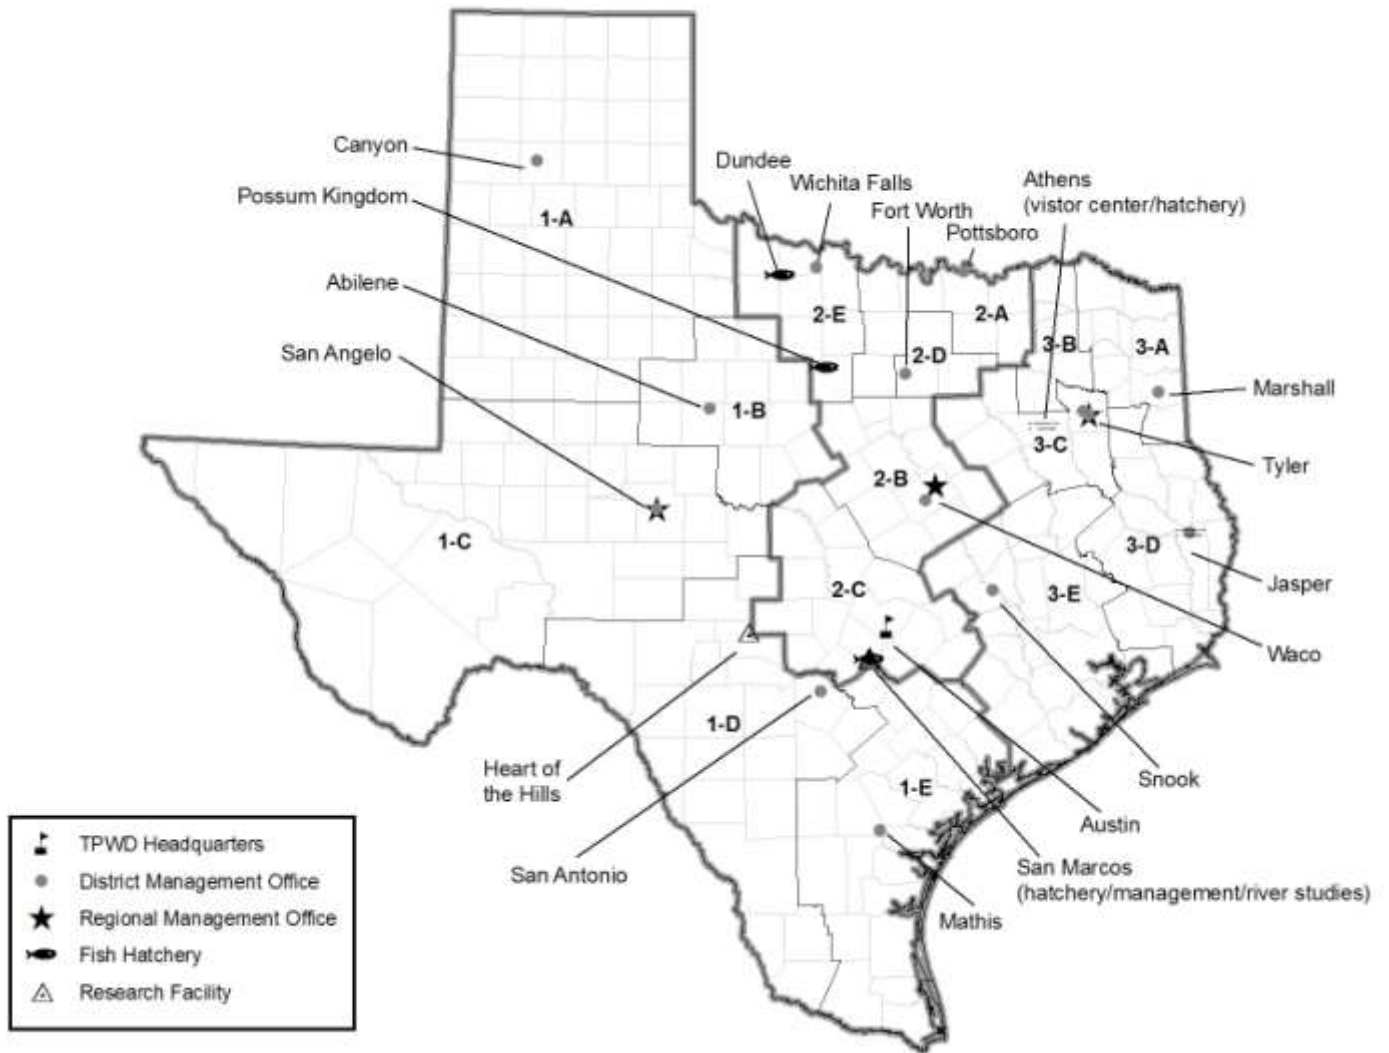 Canyon
Possum Kingdom
Abilene
San Angelo
Dundee
Wichita Falls
Fort Worth
Pottsboro
Athens
(vistor center/hatchery)
1-A
2-E
2-A
2-D
3-B
3-A
1-B
3-C
2-B
1-C
3-D
2-C
3-E
1-D
1-E
Marshall
Tyler
Jasper
Waco
Snook
Austin
San Marcos
(hatchery/management/river studies)
Mathis
Heart of
the Hills
San Antonio
TPWD Headquarters
District Management Office
Regional Management Office
Fish Hatchery
Research Facility